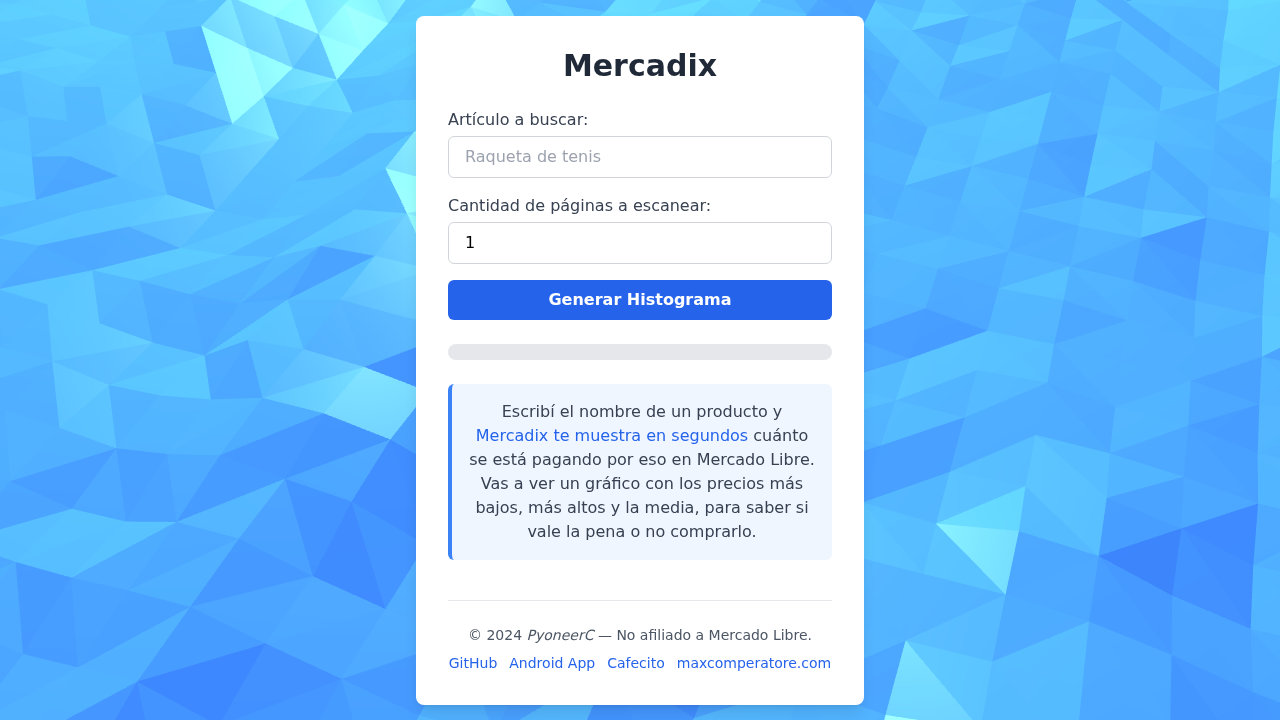 Mercadix
Artículo a buscar:
Raqueta de tenis
Cantidad de páginas a escanear:
1
Generar Histograma
Escribí el nombre de un producto y
Mercadix te muestra en segundos cuánto
se está pagando por eso en Mercado Libre.
Vas a ver un gráfico con los precios más
bajos, más altos y la media, para saber si
vale la pena o no comprarlo.
© 2024 PyoneerC — No afiliado a Mercado Libre.
GitHub Android App Cafecito maxcomperatore.com